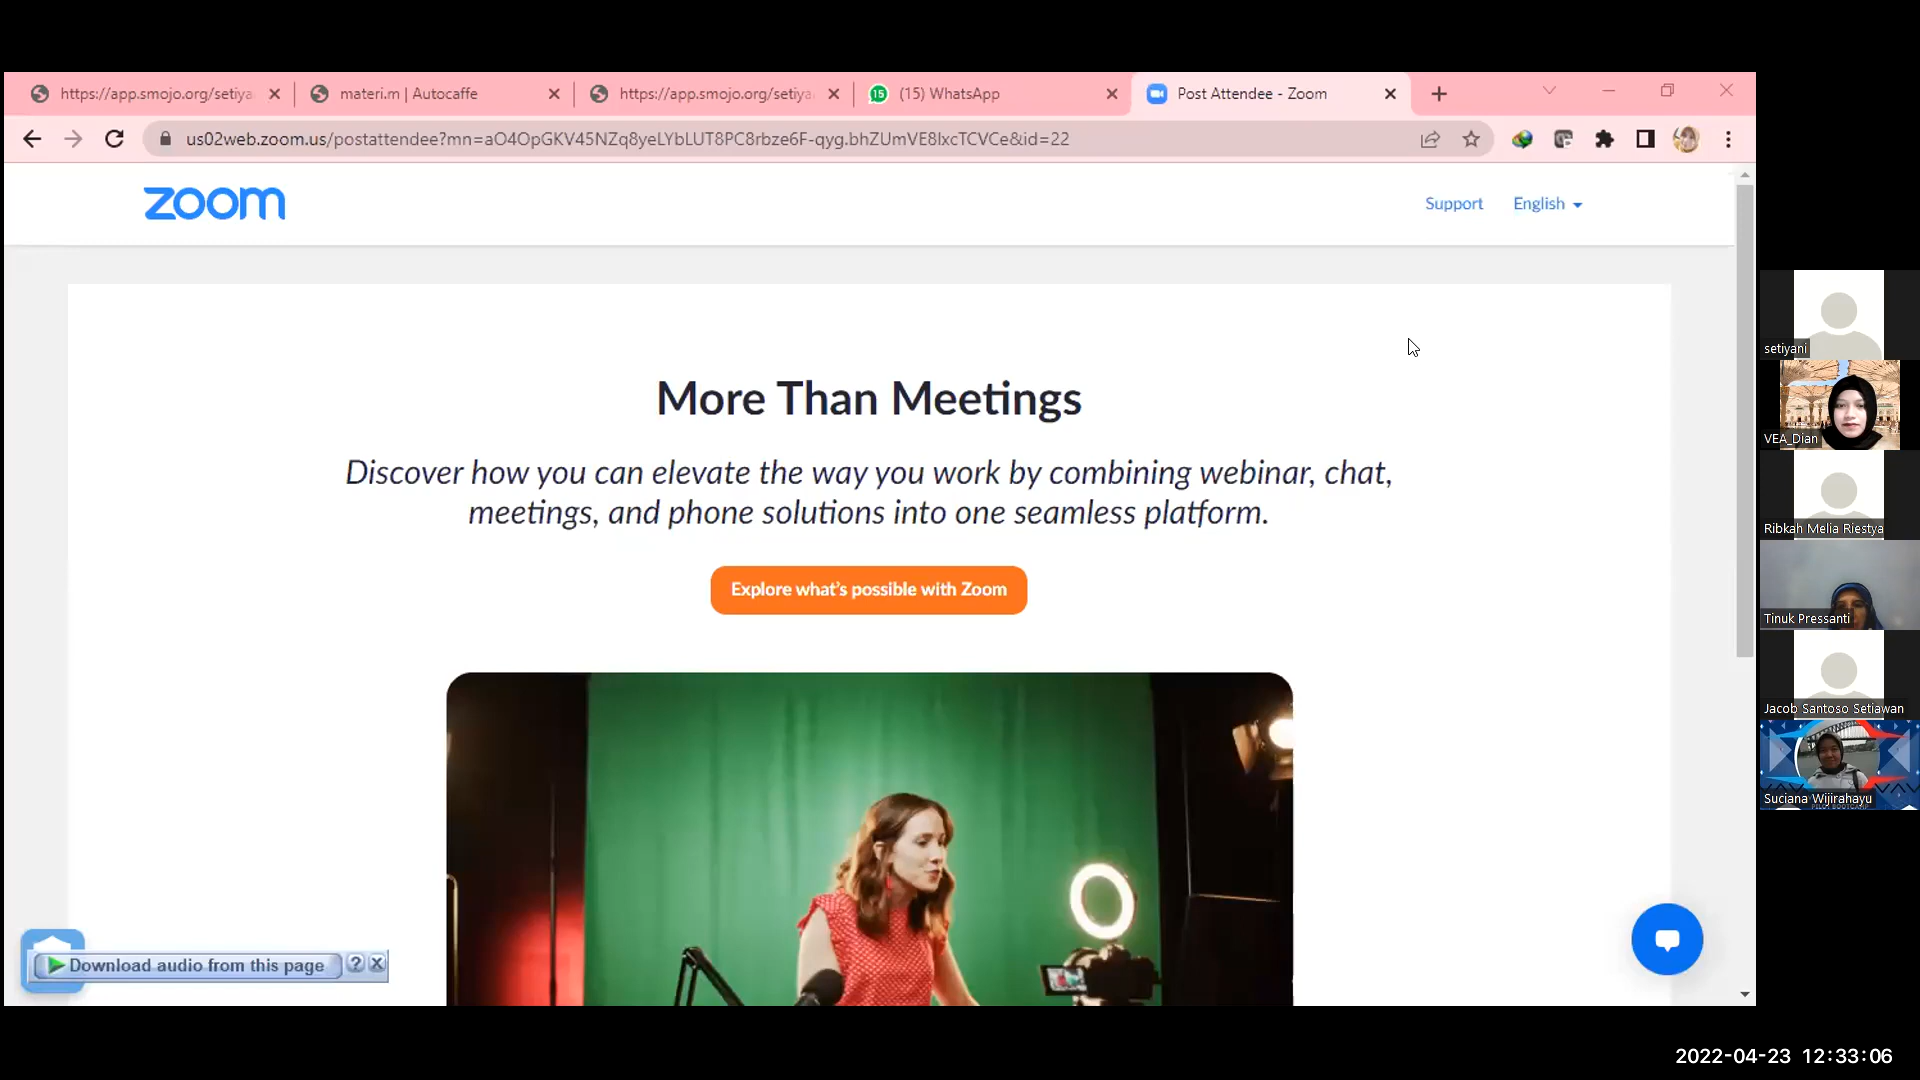 https://app.smojo.org/setiya
materi.m | Autocaffe
https://app.smojo.org/setiya
15
(15) WhatsApp
Post Attendee - Zoom
us02web.zoom.us/postattendee?mn=aO4OpGKV45NZq8yeLYbLUT8PC8rbze6F-qyg.bhZUmVE8lxcTCVCe&id=22
zoom
Support
English
More Than Meetings
Discover how you can elevate the way you work by combining webinar, chat,
meetings, and phone solutions into one seamless platform.
Explore what's possible with Zoom
Download audio from this page
?
setiyani
VEA_Dian
Ribkah Melia Riestya
Tinuk Pressanti
Jacob Santoso Setiawan
Suciana Wijirahayu
2022-04-23 12:33:06